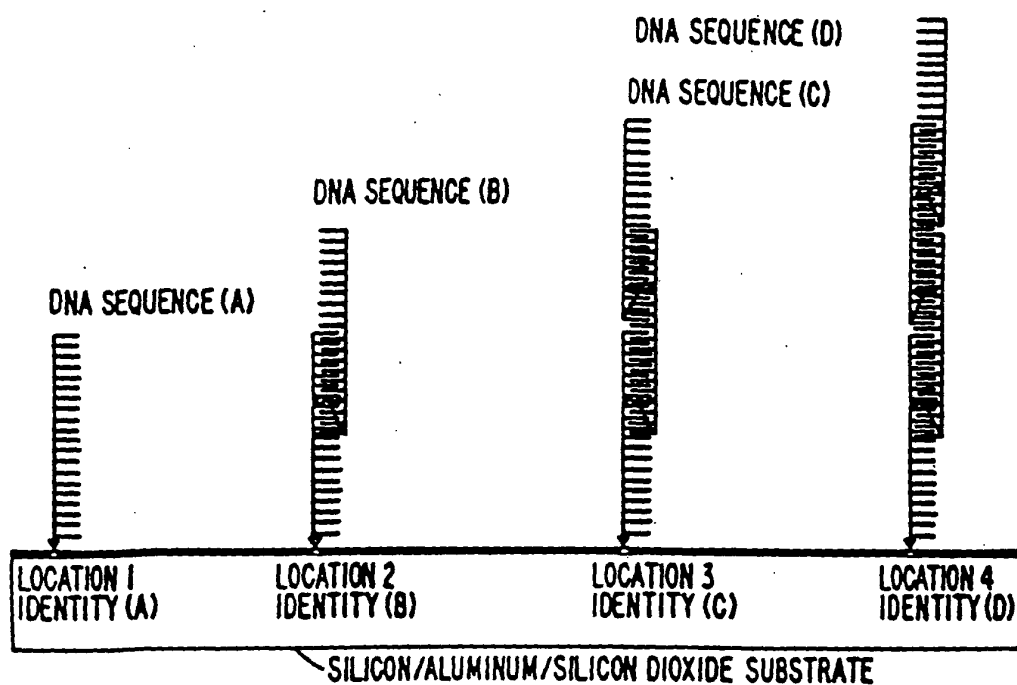 DNA SEQUENCE (D)
DNA SEQUENCE (C)
DNA SEQUENCE (B)
DNA SEQUENCE (A)
LOCATION 1
IDENTITY (A)
LOCATION 2
IDENTITY (B)
LOCATION 3
IDENTITY (C)
LOCATION 4
IDENTITY (D)
SILICON/ALUMINUM/SILICON DIOXIDE SUBSTRATE